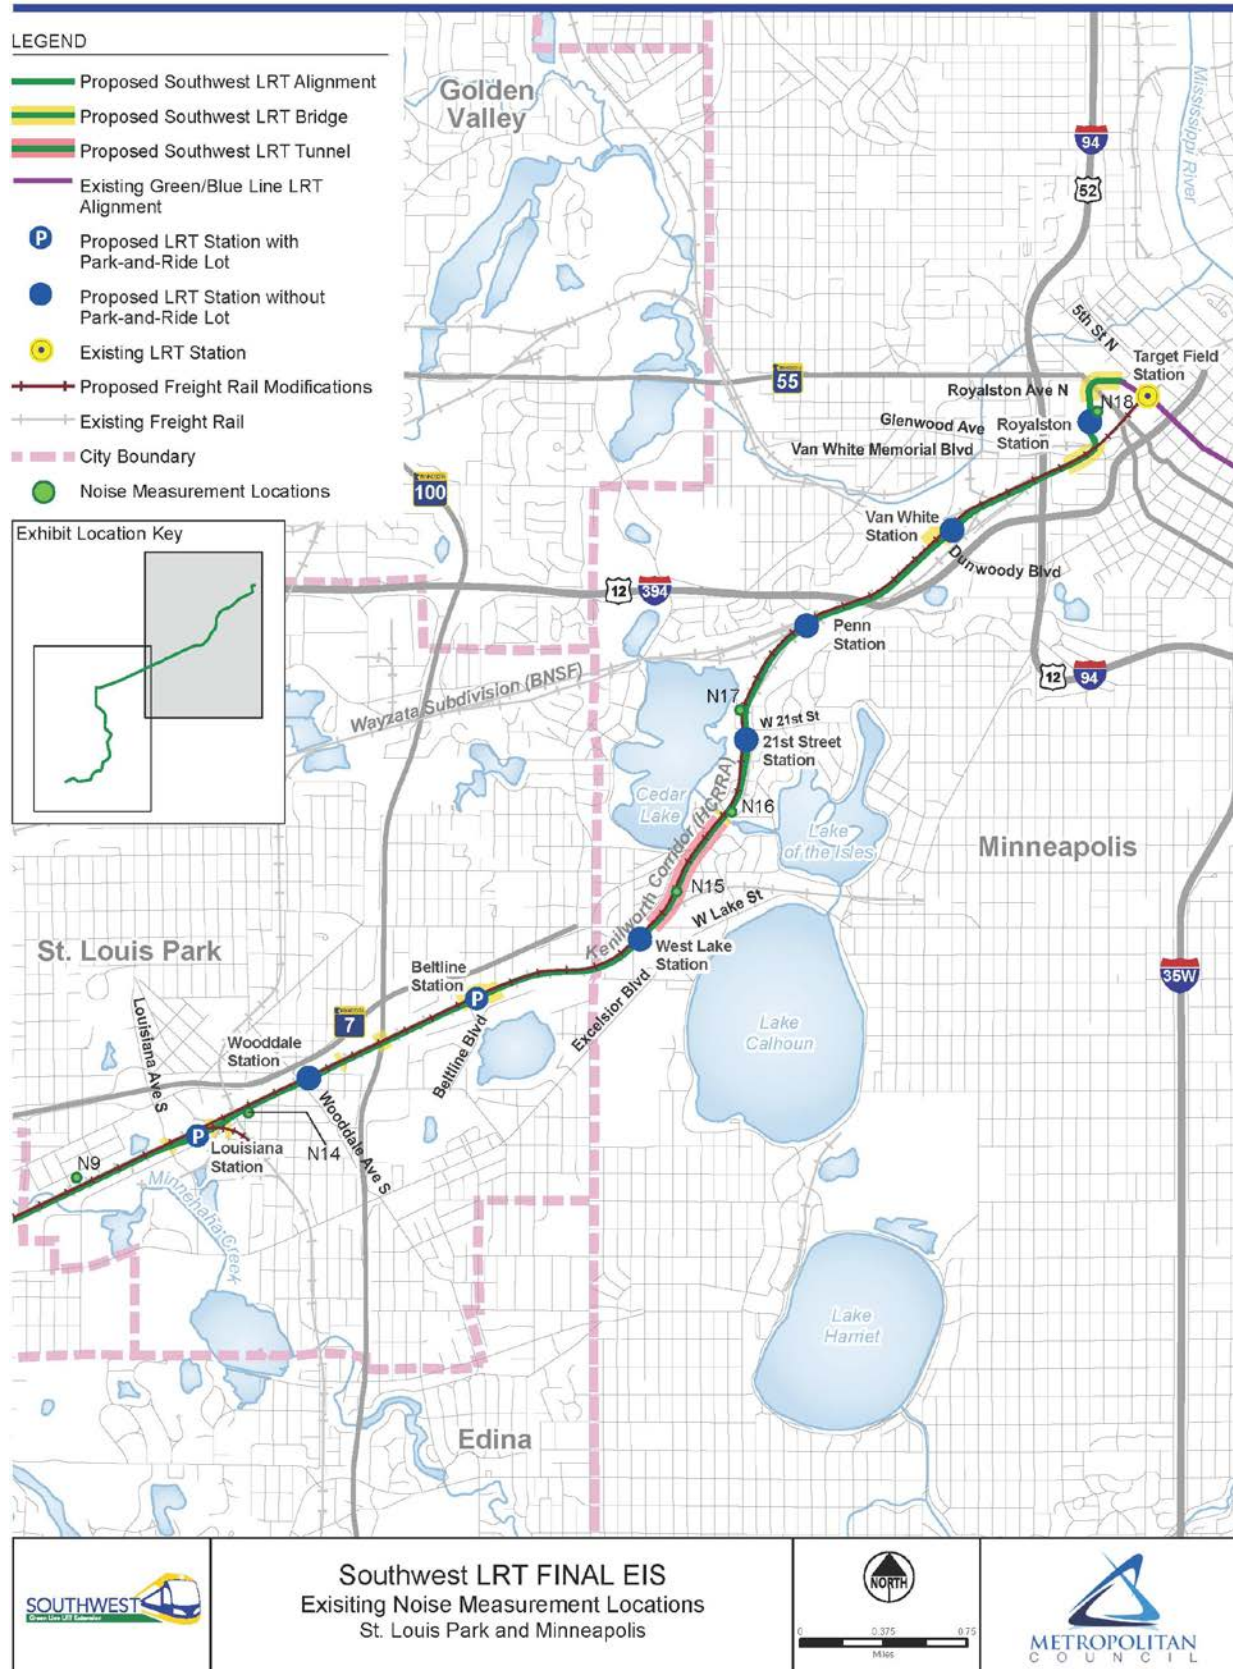 LEGEND
Proposed Southwest LRT Alignment
Proposed Southwest LRT Bridge
Proposed Southwest LRT Tunnel
Existing Green/Blue Line LRT
Alignment
P
Proposed LRT Station with
Park-and-Ride Lot
Proposed LRT Station without
Park-and-Ride Lot
Existing LRT Station
Proposed Freight Rail Modifications
Existing Freight Rail
City Boundary
Noise Measurement Locations
Exhibit Location Key
Golden
Valley
Mississippi River
94
52
5th St N
Target Field
Station
55
Royalston Ave N
N18
Glenwood Ave
Royalston
Station
Van White Memorial Blvd
100
Van White
Station
Dunwoody Blvd
12
394
Penn
Station
12
94
Wayzata Subdivision (BNSF)
N17
W 21st St
21st Street
Station
Cedar
Lake
Kenilworth Corridor (HCRRA)
N16
Lake
of the Isles
Minneapolis
N15
W Lake St
St. Louis Park
West Lake
Station
Beltline
Station
P
35W
Excelsior Blvd
Louisiana Ave S
7
Wooddale
Station
Beltline Blvd
Lake
Calhoun
Wooddale Ave S
P
Louisiana
Station
N14
N9
Minnehaha Creek
Lake
Harriet
Edina
SOUTHWEST
Green Line LRT Extension
Southwest LRT FINAL EIS
Exisiting Noise Measurement Locations
St. Louis Park and Minneapolis
NORTH
0 0.375 0.75
Miles
METROPOLITAN
COUNCIL